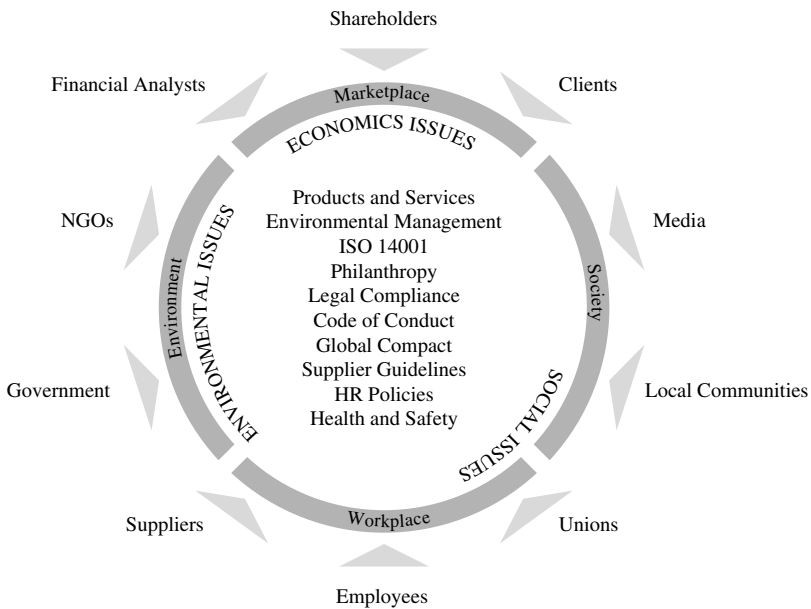 Shareholders
Financial Analysts
Clients
Marketplace
ECONOMICS ISSUES
NGOs
Media
Environment
ENVIRONMENTAL ISSUES
Products and Services
Environmental Management
ISO 14001
Philanthropy
Legal Compliance
Code of Conduct
Global Compact
Supplier Guidelines
HR Policies
Health and Safety
Society
SOCIAL ISSUES
Government
Local Communities
Workplace
Suppliers
Unions
Employees